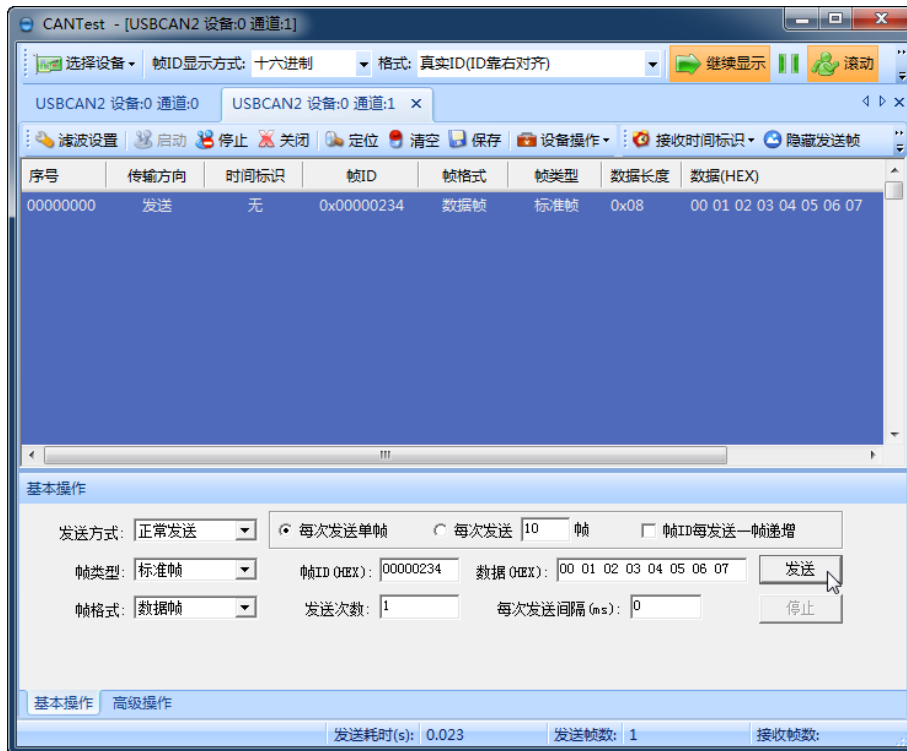 CANTest - [USBCAN2 设备:0 通道:1]
选择设备 帧ID显示方式: 十六进制 格式: 真实ID(ID靠右对齐) 继续显示 滚动
USBCAN2 设备:0 通道:0 USBCAN2 设备:0 通道:1
滤波设置 启动 停止 关闭 定位 清空 保存 设备操作 接收时间标识 隐藏发送帧
序号 传输方向 时间标识 帧ID 帧格式 帧类型 数据长度 数据(HEX)
00000000 发送 无 0x00000234 数据帧 标准帧 0x08 00 01 02 03 04 05 06 07
基本操作
发送方式: 正常发送 每次发送单帧 每次发送 10 帧 帧ID每发送一帧递增
帧类型: 标准帧 帧ID(HEX): 00000234 数据(HEX): 00 01 02 03 04 05 06 07 发送
帧格式: 数据帧 发送次数: 1 每次发送间隔(ms): 0 停止
基本操作 高级操作
发送耗时(s): 0.023 发送帧数: 1 接收帧数: